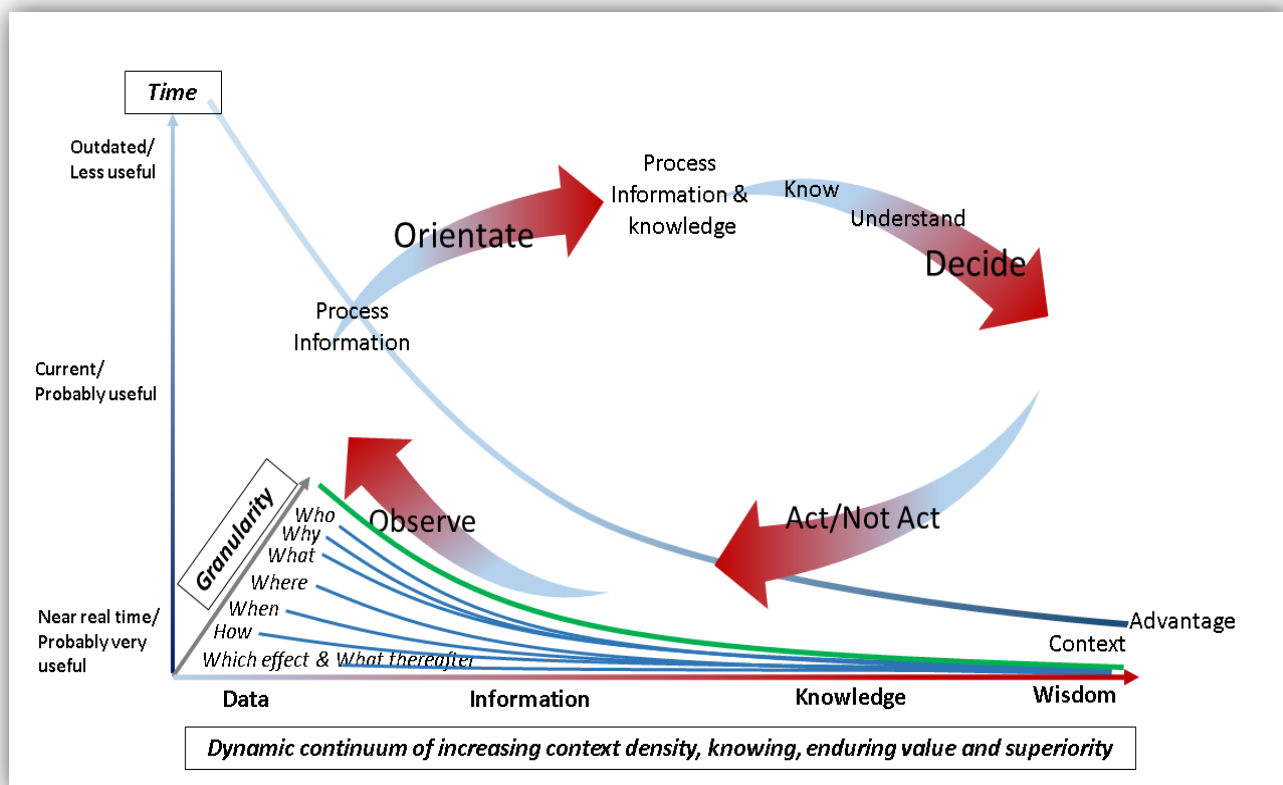 Time
Outdated/
Less useful
Process
Information &
knowledge
Know
Understand
Orientate
Decide
Process
Information
Current/
Probably useful
Granularity
Observe
Act/Not Act
Who
Why
What
Where
When
How
Which effect & What thereafter
Near real time/
Probably very
useful
Advantage
Context
Data
Information
Knowledge
Wisdom
Dynamic continuum of increasing context density, knowing, enduring value and superiority